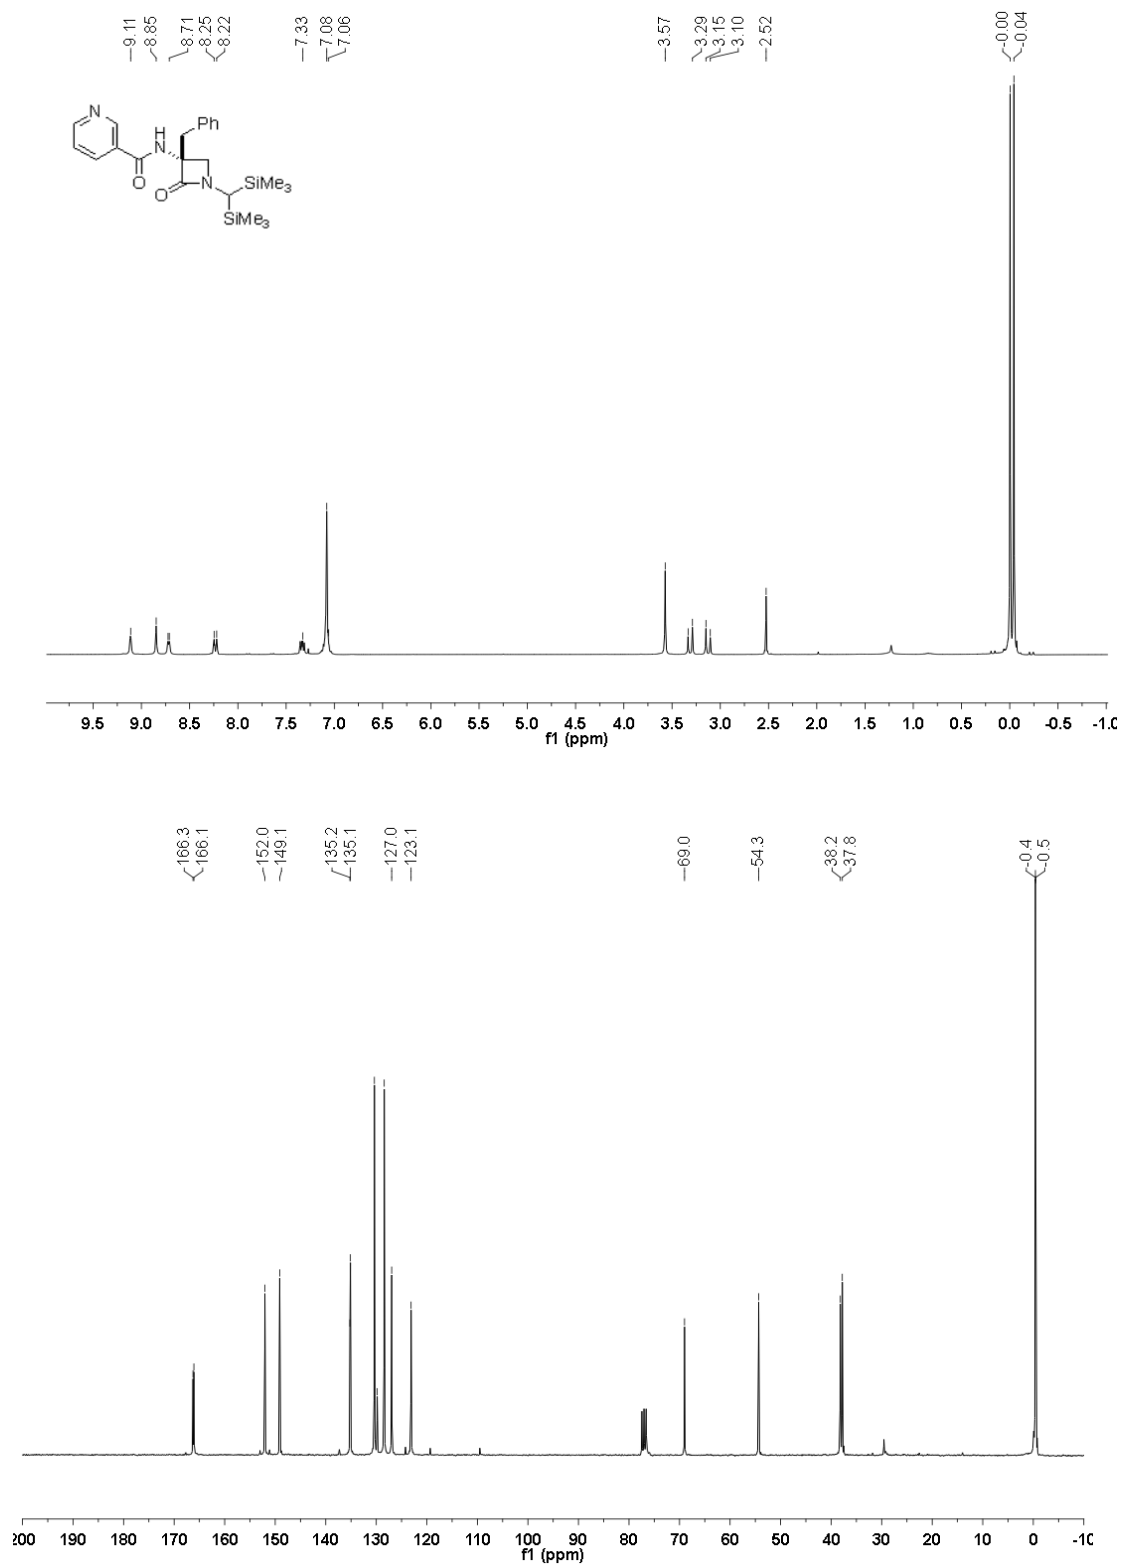 9.11 8.85 8.71 8.25 8.22 7.33 7.08 7.06 3.57 3.29 3.15 3.10 2.52 -0.00 -0.04
N
H
N
Ph
O
O
N
SiMe3
SiMe3
9.5 9.0 8.5 8.0 7.5 7.0 6.5 6.0 5.5 5.0 4.5 4.0 3.5 3.0 2.5 2.0 1.5 1.0 0.5 0.0 -0.5 -1.0
f1 (ppm)
166.3 166.1 152.0 149.1 135.2 135.1 127.0 123.1 69.0 54.3 38.2 37.8 -0.4 -0.5
200 190 180 170 160 150 140 130 120 110 100 90 80 70 60 50 40 30 20 10 0 -10
f1 (ppm)